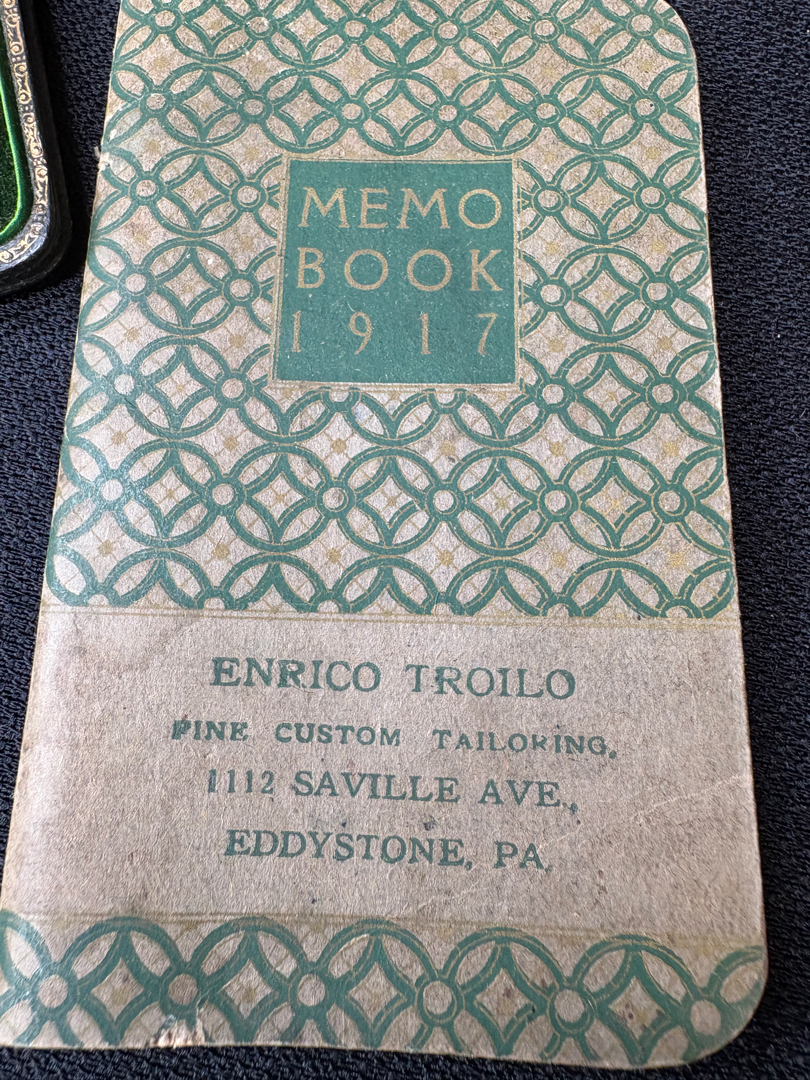 MEMO
BOOK
1917
ENRICO TROILO
FINE CUSTOM TAILORING,
1112 SAVILLE AVE.,
EDDYSTONE, PA.